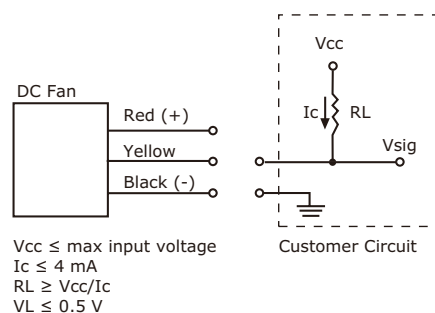 DC Fan
Red (+)
Yellow
Black (-)
Vcc
Ic
RL
Vsig
Customer Circuit
Vcc ≤ max input voltage
Ic ≤ 4 mA
RL ≥ Vcc/Ic
VL ≤ 0.5 V